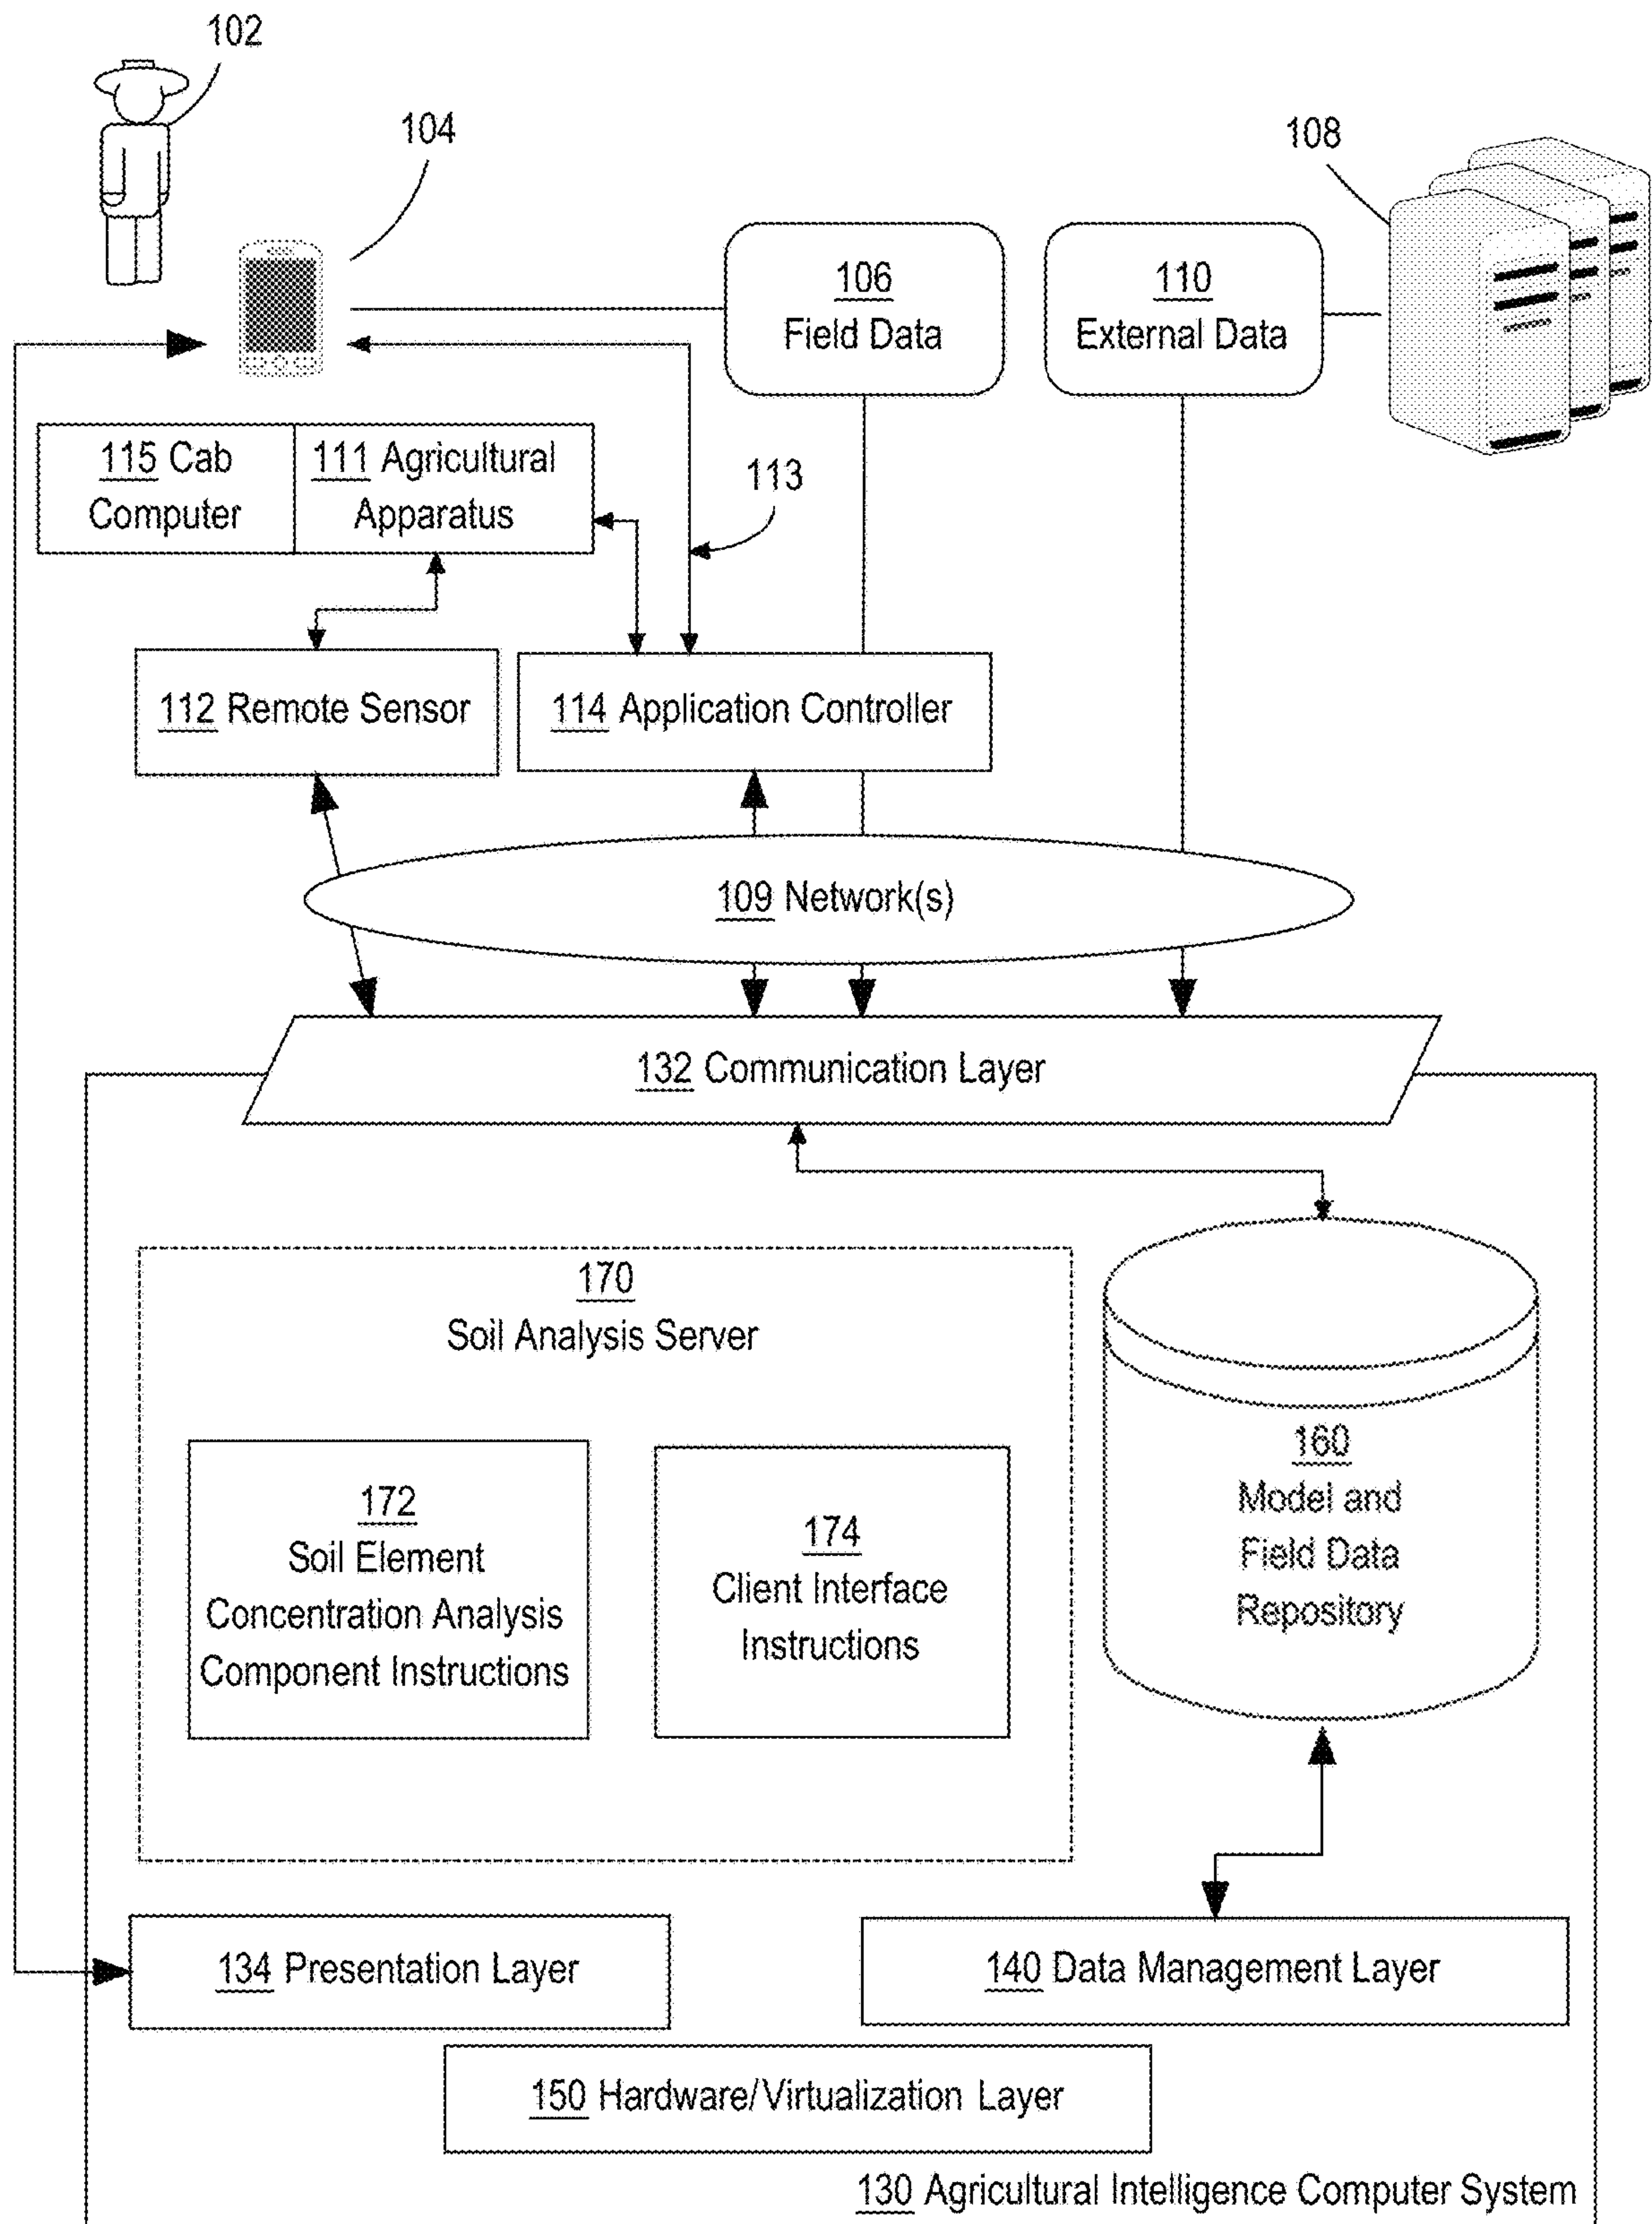 102
104
108
106
Field Data
110
External Data
115 Cab
Computer
111 Agricultural
Apparatus
113
112 Remote Sensor
114 Application Controller
109 Network(s)
132 Communication Layer
170
Soil Analysis Server
172
Soil Element
Concentration Analysis
Component Instructions
174
Client Interface
Instructions
160
Model and
Field Data
Repository
134 Presentation Layer
140 Data Management Layer
150 Hardware/Virtualization Layer
130 Agricultural Intelligence Computer System